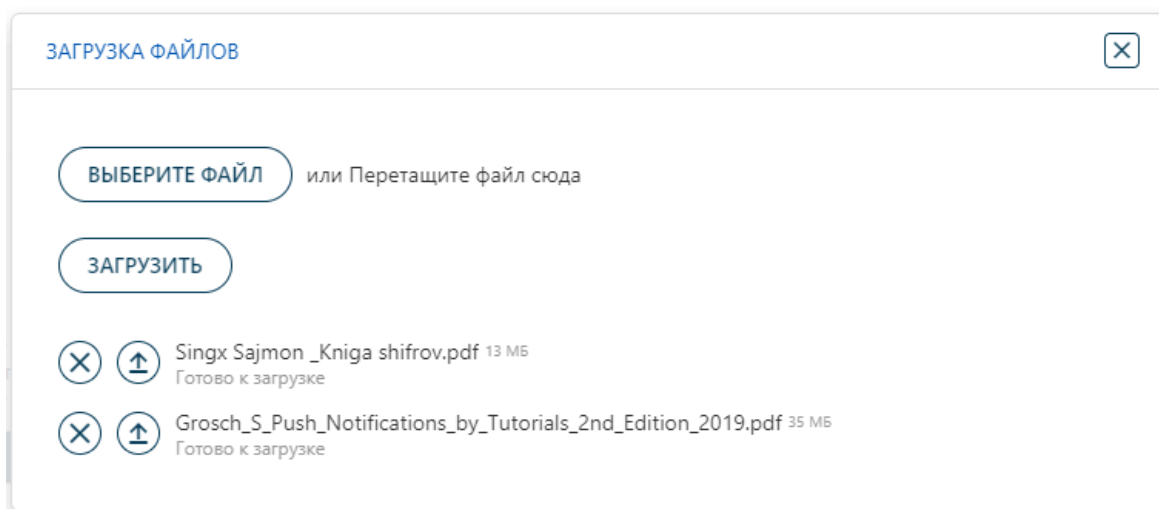 ЗАГРУЗКА ФАЙЛОВ
ВЫБЕРИТЕ ФАЙЛ или Перетащите файл сюда
ЗАГРУЗИТЬ
Singx Sajmon _Kniga shifrov.pdf 13 МБ
Готово к загрузке
Grosch_S_Push_Notifications_by_Tutorials_2nd_Edition_2019.pdf 35 МБ
Готово к загрузке